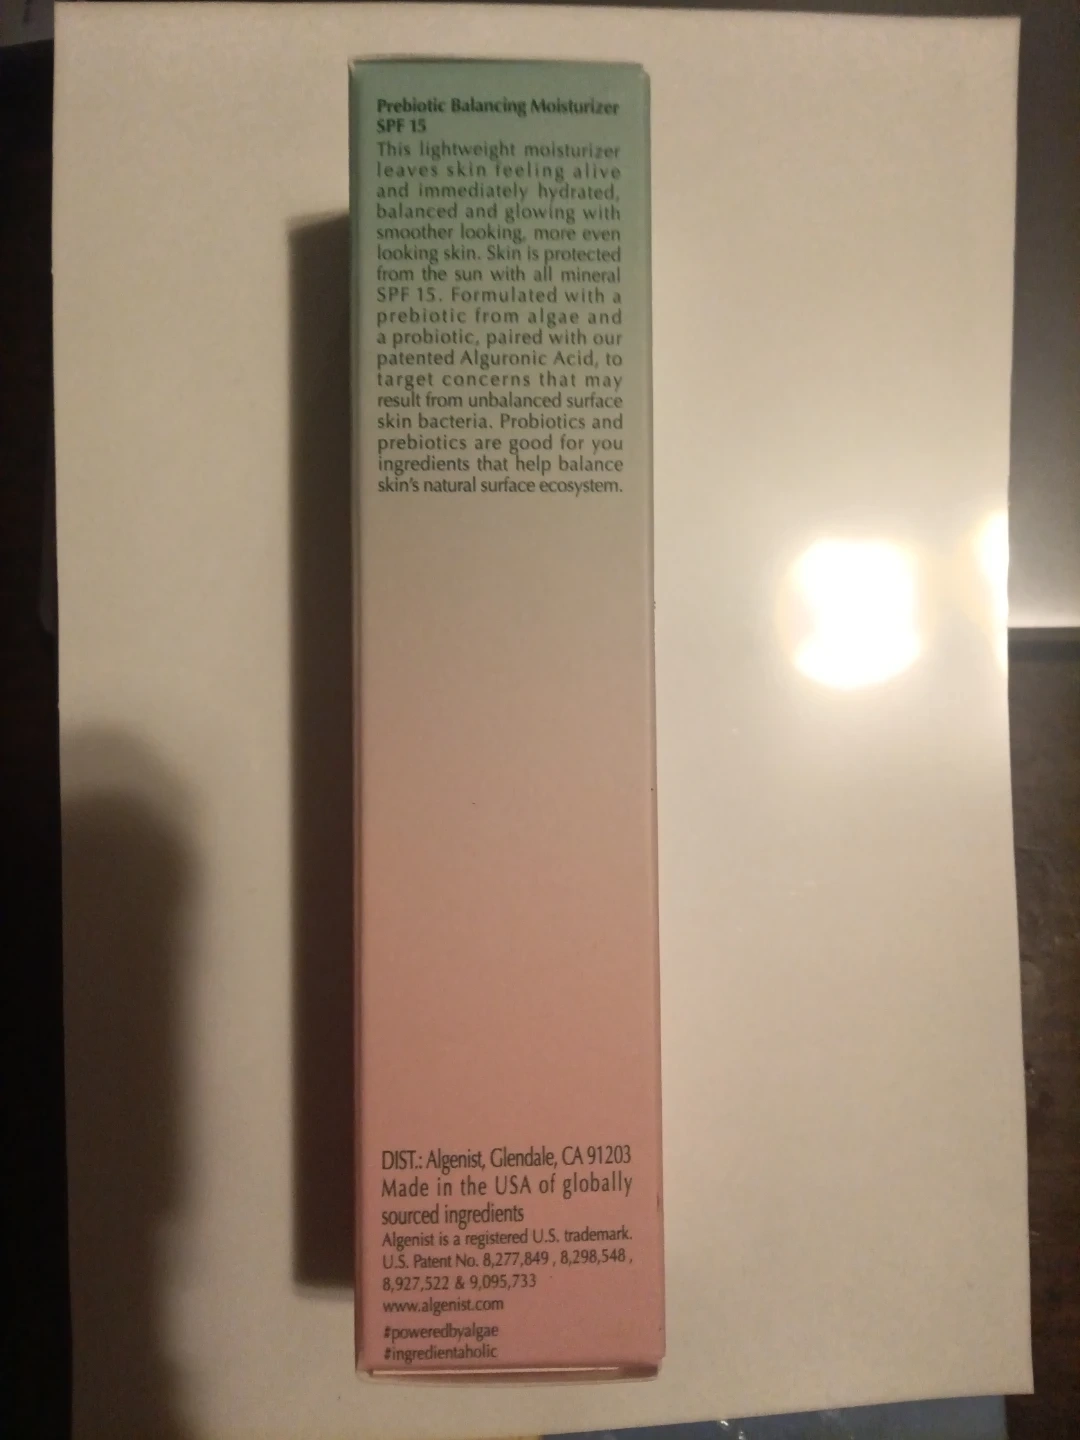 Prebiotic Balancing Moisturizer
SPF 15
This lightweight moisturizer
leaves skin feeling alive
and immediately hydrated,
balanced and glowing with
smoother looking, more even
looking skin. Skin is protected
from the sun with all mineral
SPF 15. Formulated with a
prebiotic from algae and
a probiotic, paired with our
patented Alguronic Acid, to
target concerns that may
result from unbalanced surface
skin bacteria. Probiotics and
prebiotics are good for you
ingredients that help balance
skin's natural surface ecosystem.
DIST.: Algenist, Glendale, CA 91203
Made in the USA of globally
sourced ingredients
Algenist is a registered U.S. trademark.
U.S. Patent No. 8,277,849 , 8,298,548 ,
8,927,522 & 9,095,733
www.algenist.com
#poweredbyalgae
#ingredientaholic